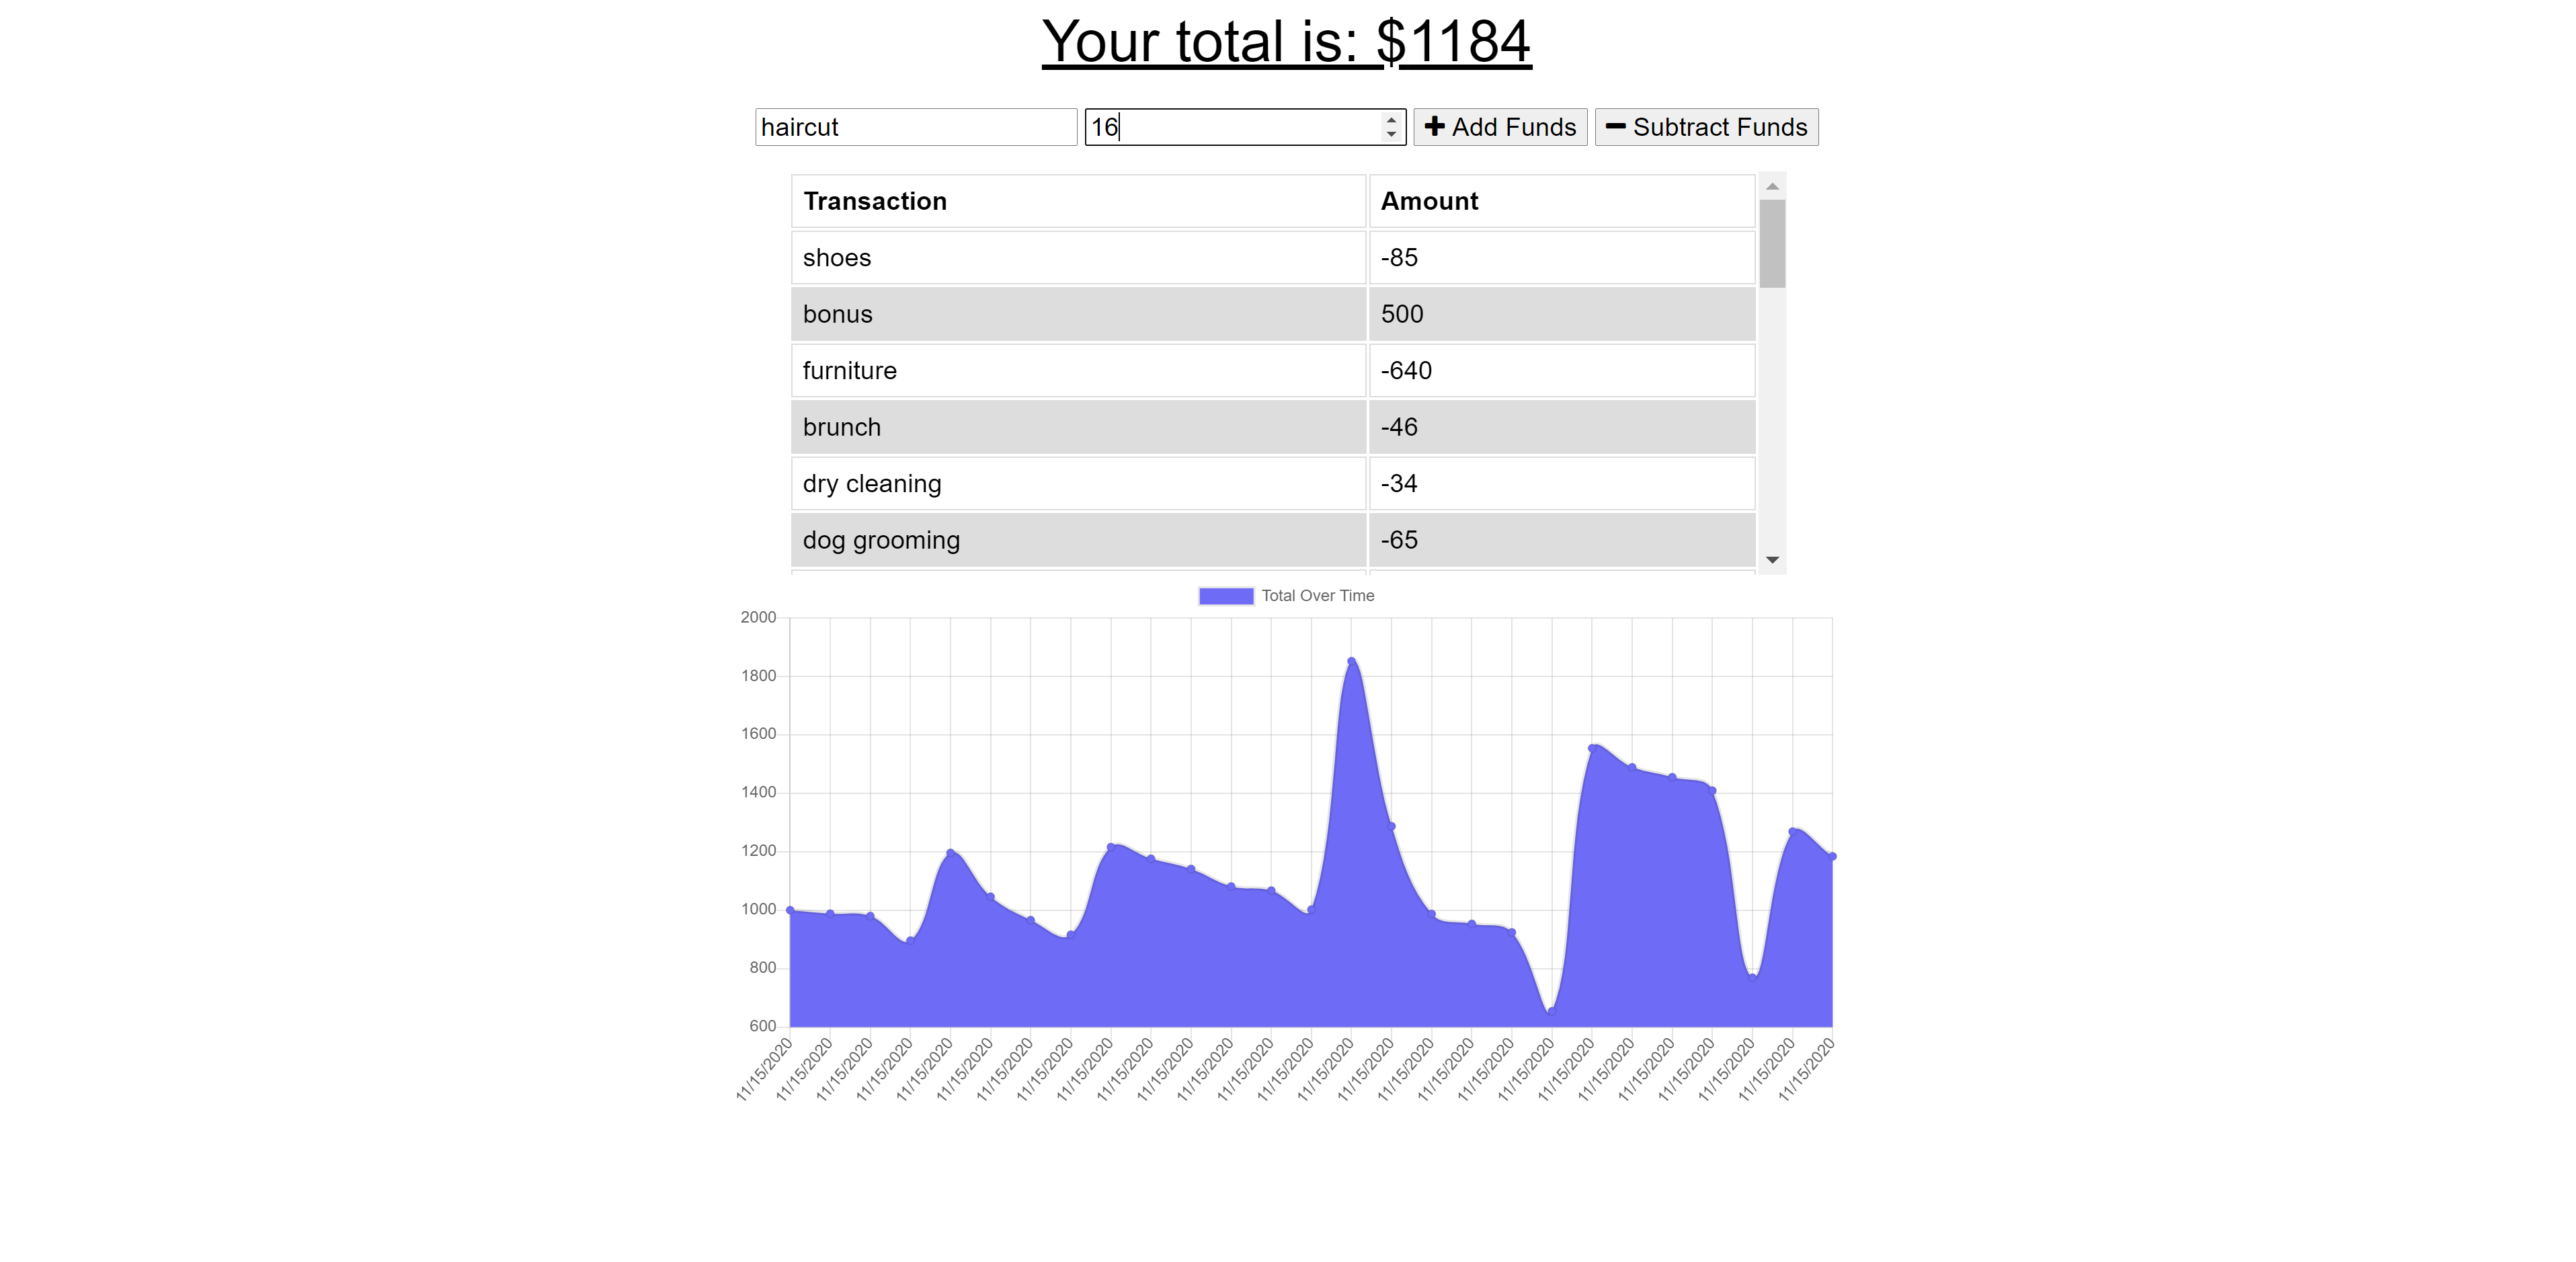 Your total is: $1184
haircut 16 Add Funds Subtract Funds
Transaction Amount
shoes -85
bonus 500
furniture -640
brunch -46
dry cleaning -34
dog grooming -65
Total Over Time
2000
1800
1600
1400
1200
1000
800
600
11/15/2020 11/15/2020 11/15/2020 11/15/2020 11/15/2020 11/15/2020 11/15/2020 11/15/2020 11/15/2020 11/15/2020 11/15/2020 11/15/2020 11/15/2020 11/15/2020 11/15/2020 11/15/2020 11/15/2020 11/15/2020 11/15/2020 11/15/2020 11/15/2020 11/15/2020 11/15/2020 11/15/2020 11/15/2020 11/15/2020 11/15/2020